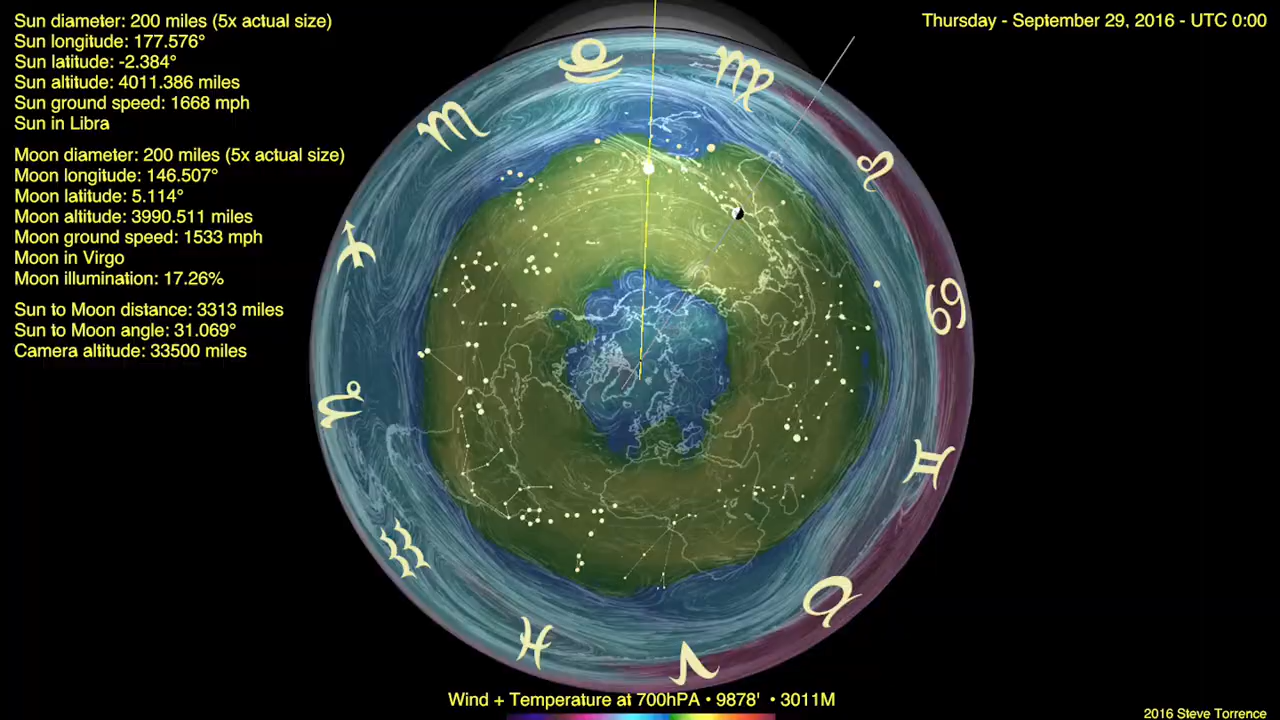 Sun diameter: 200 miles (5x actual size)
Sun longitude: 177.576°
Sun latitude: -2.384°
Sun altitude: 4011.386 miles
Sun ground speed: 1668 mph
Sun in Libra
Moon diameter: 200 miles (5x actual size)
Moon longitude: 146.507°
Moon latitude: 5.114°
Moon altitude: 3990.511 miles
Moon ground speed: 1533 mph
Moon in Virgo
Moon illumination: 17.26%
Sun to Moon distance: 3313 miles
Sun to Moon angle: 31.069°
Camera altitude: 33500 miles
Thursday - September 29, 2016 - UTC 0:00
Wind + Temperature at 700hPA • 9878' • 3011M
2016 Steve Torrence